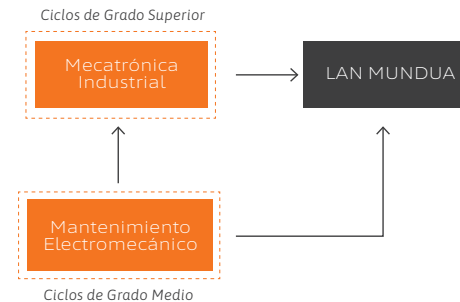 Ciclos de Grado Superior
Mecatrónica
Industrial
LAN MUNDUA
Mantenimiento
Electromecánico
Ciclos de Grado Medio